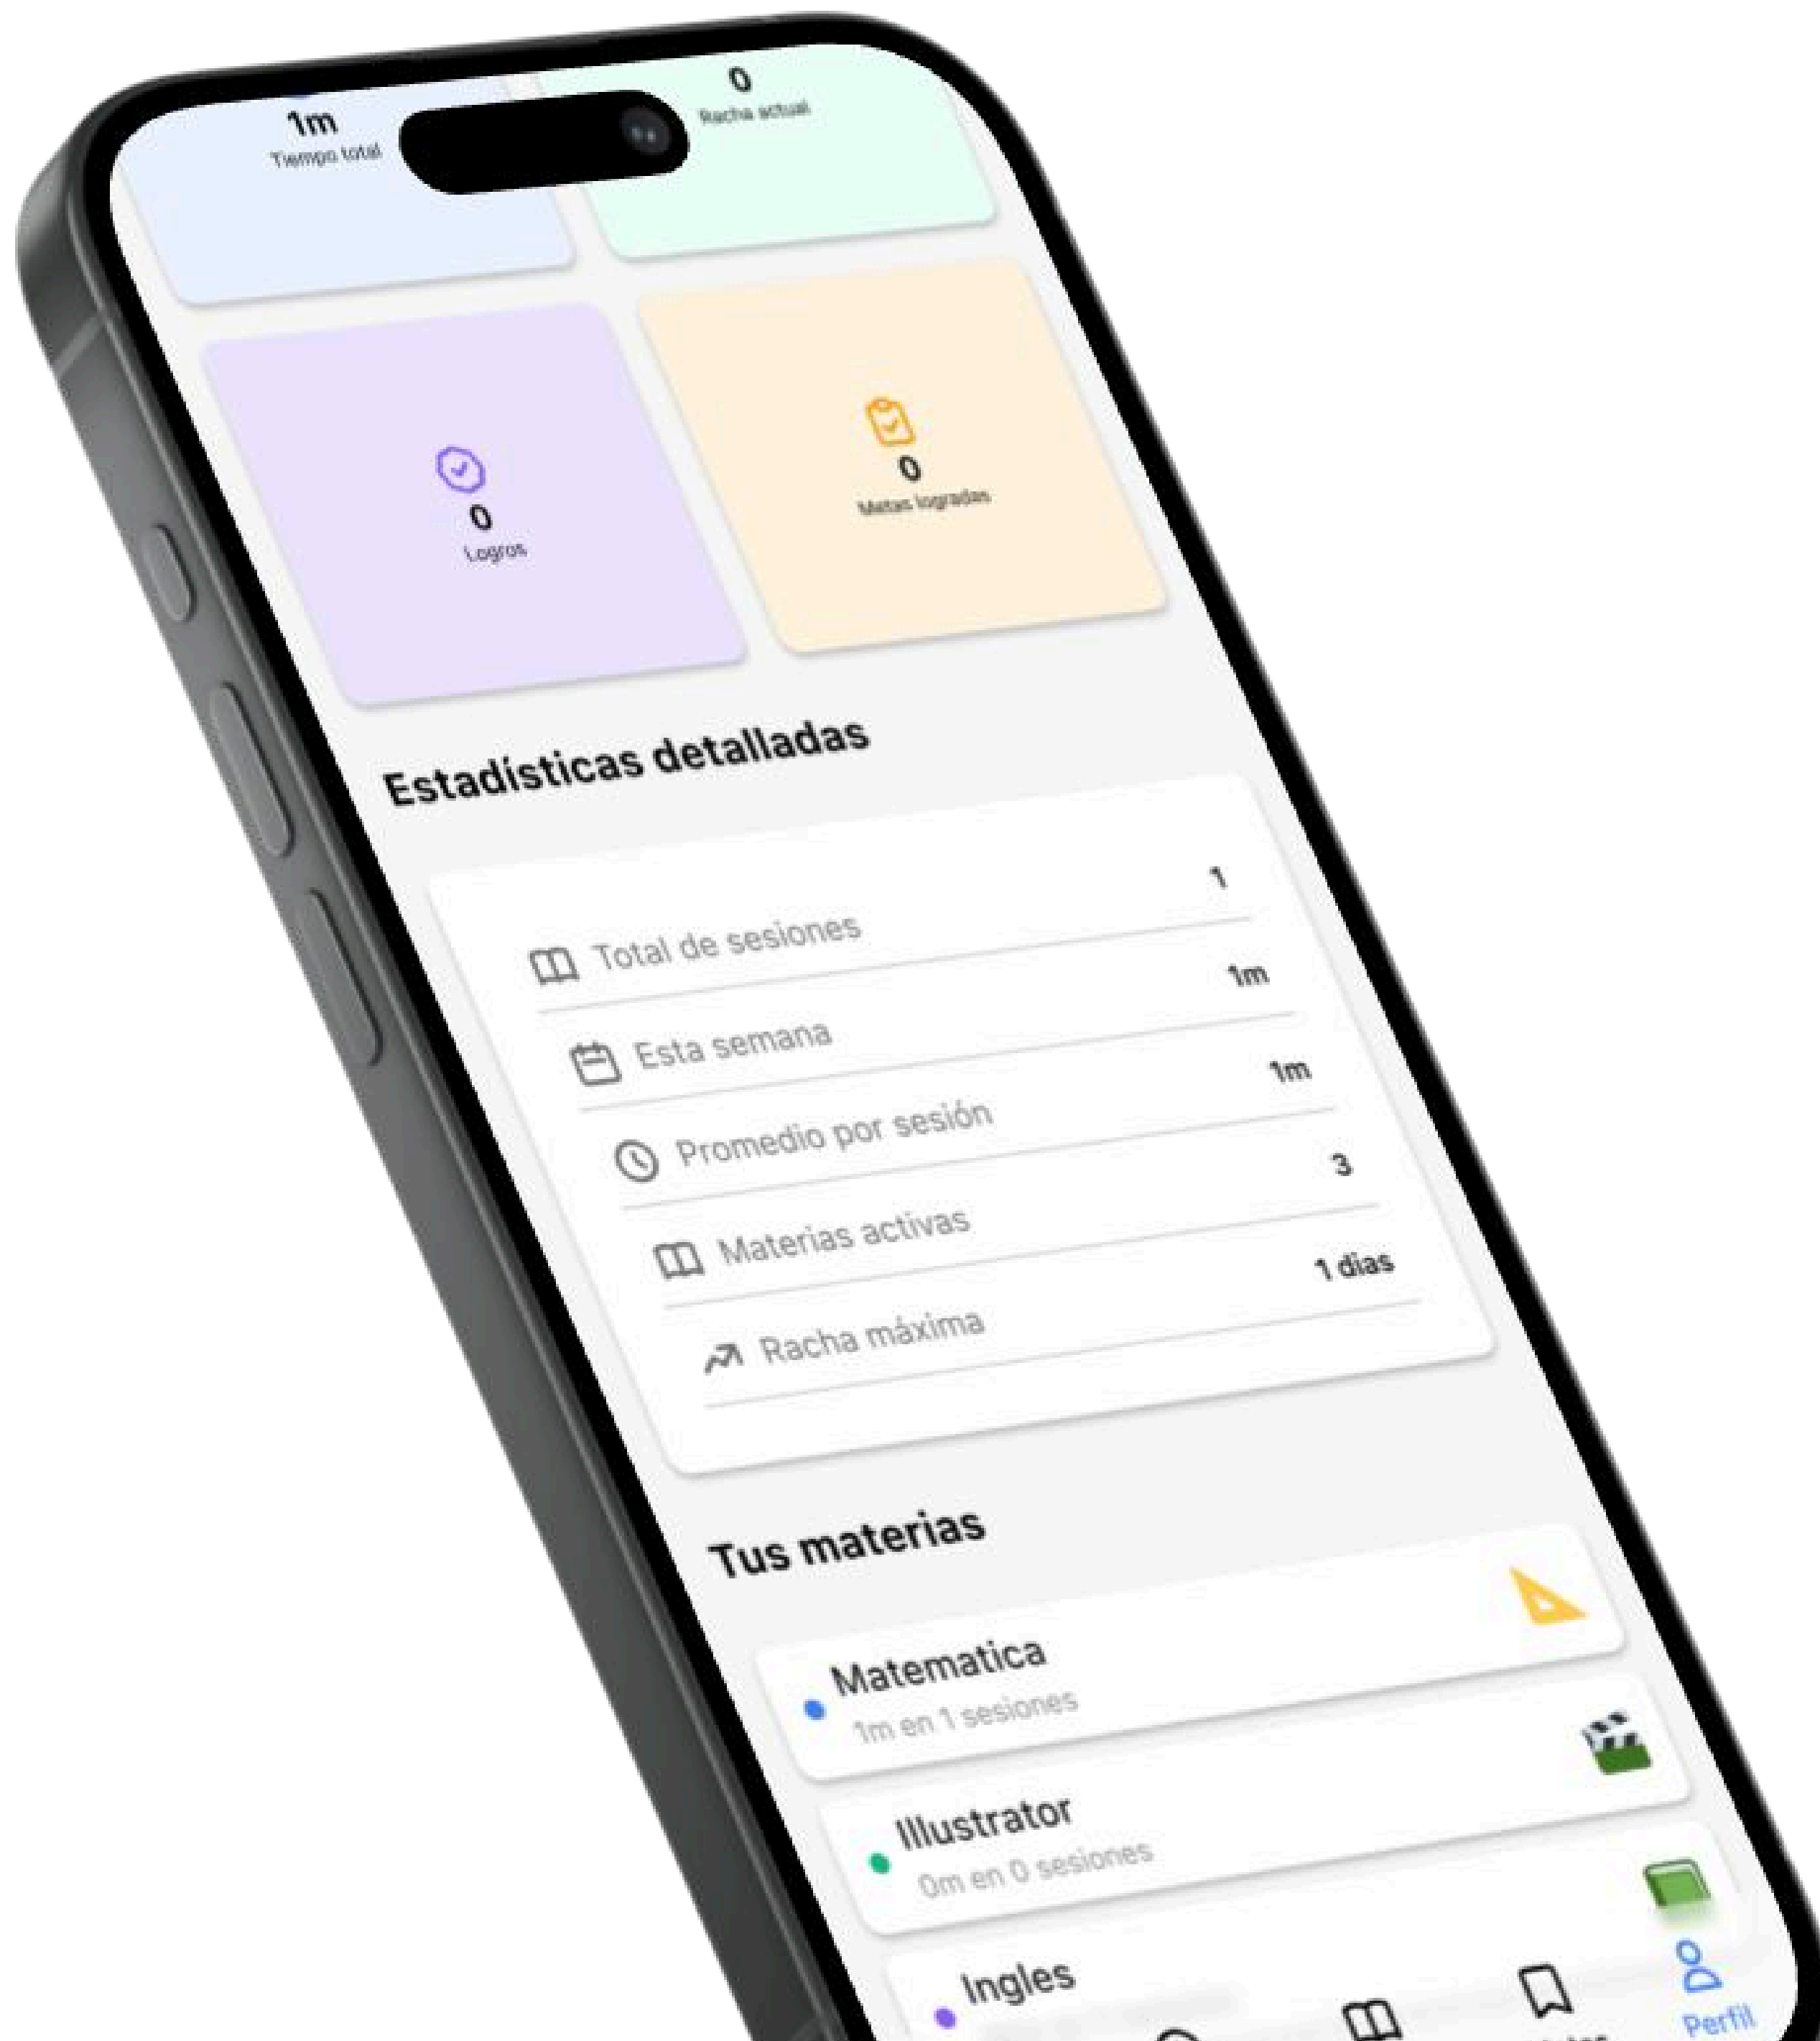 1m
Tiempo total
0
Racha actual
0
Logros
0
Metas logradas
Estadísticas detalladas
Total de sesiones 1
Esta semana 1m
Promedio por sesión 1m
Materias activas 3
Racha máxima 1 dias
Tus materias
Matematica
1m en 1 sesiones
Illustrator
0m en 0 sesiones
Ingles
Perfil